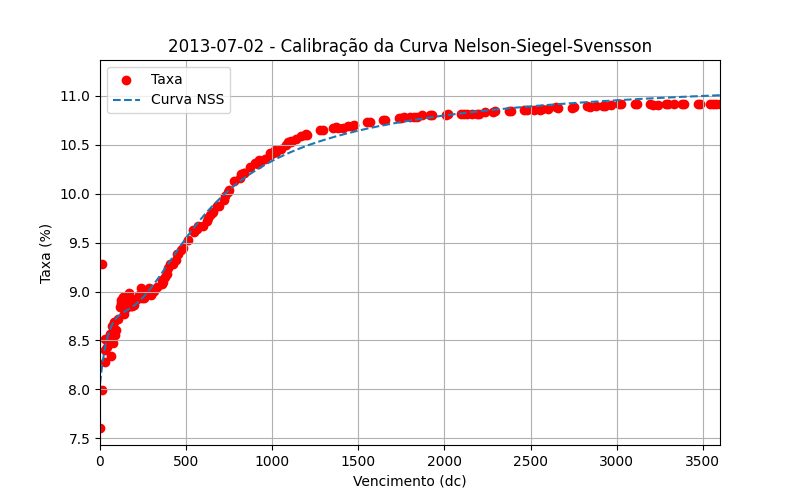 2013-07-02 - Calibração da Curva Nelson-Siegel-Svensson
Taxa
Curva NSS
Taxa (%)
11.0
10.5
10.0
9.5
9.0
8.5
8.0
7.5
0 500 1000 1500 2000 2500 3000 3500
Vencimento (dc)